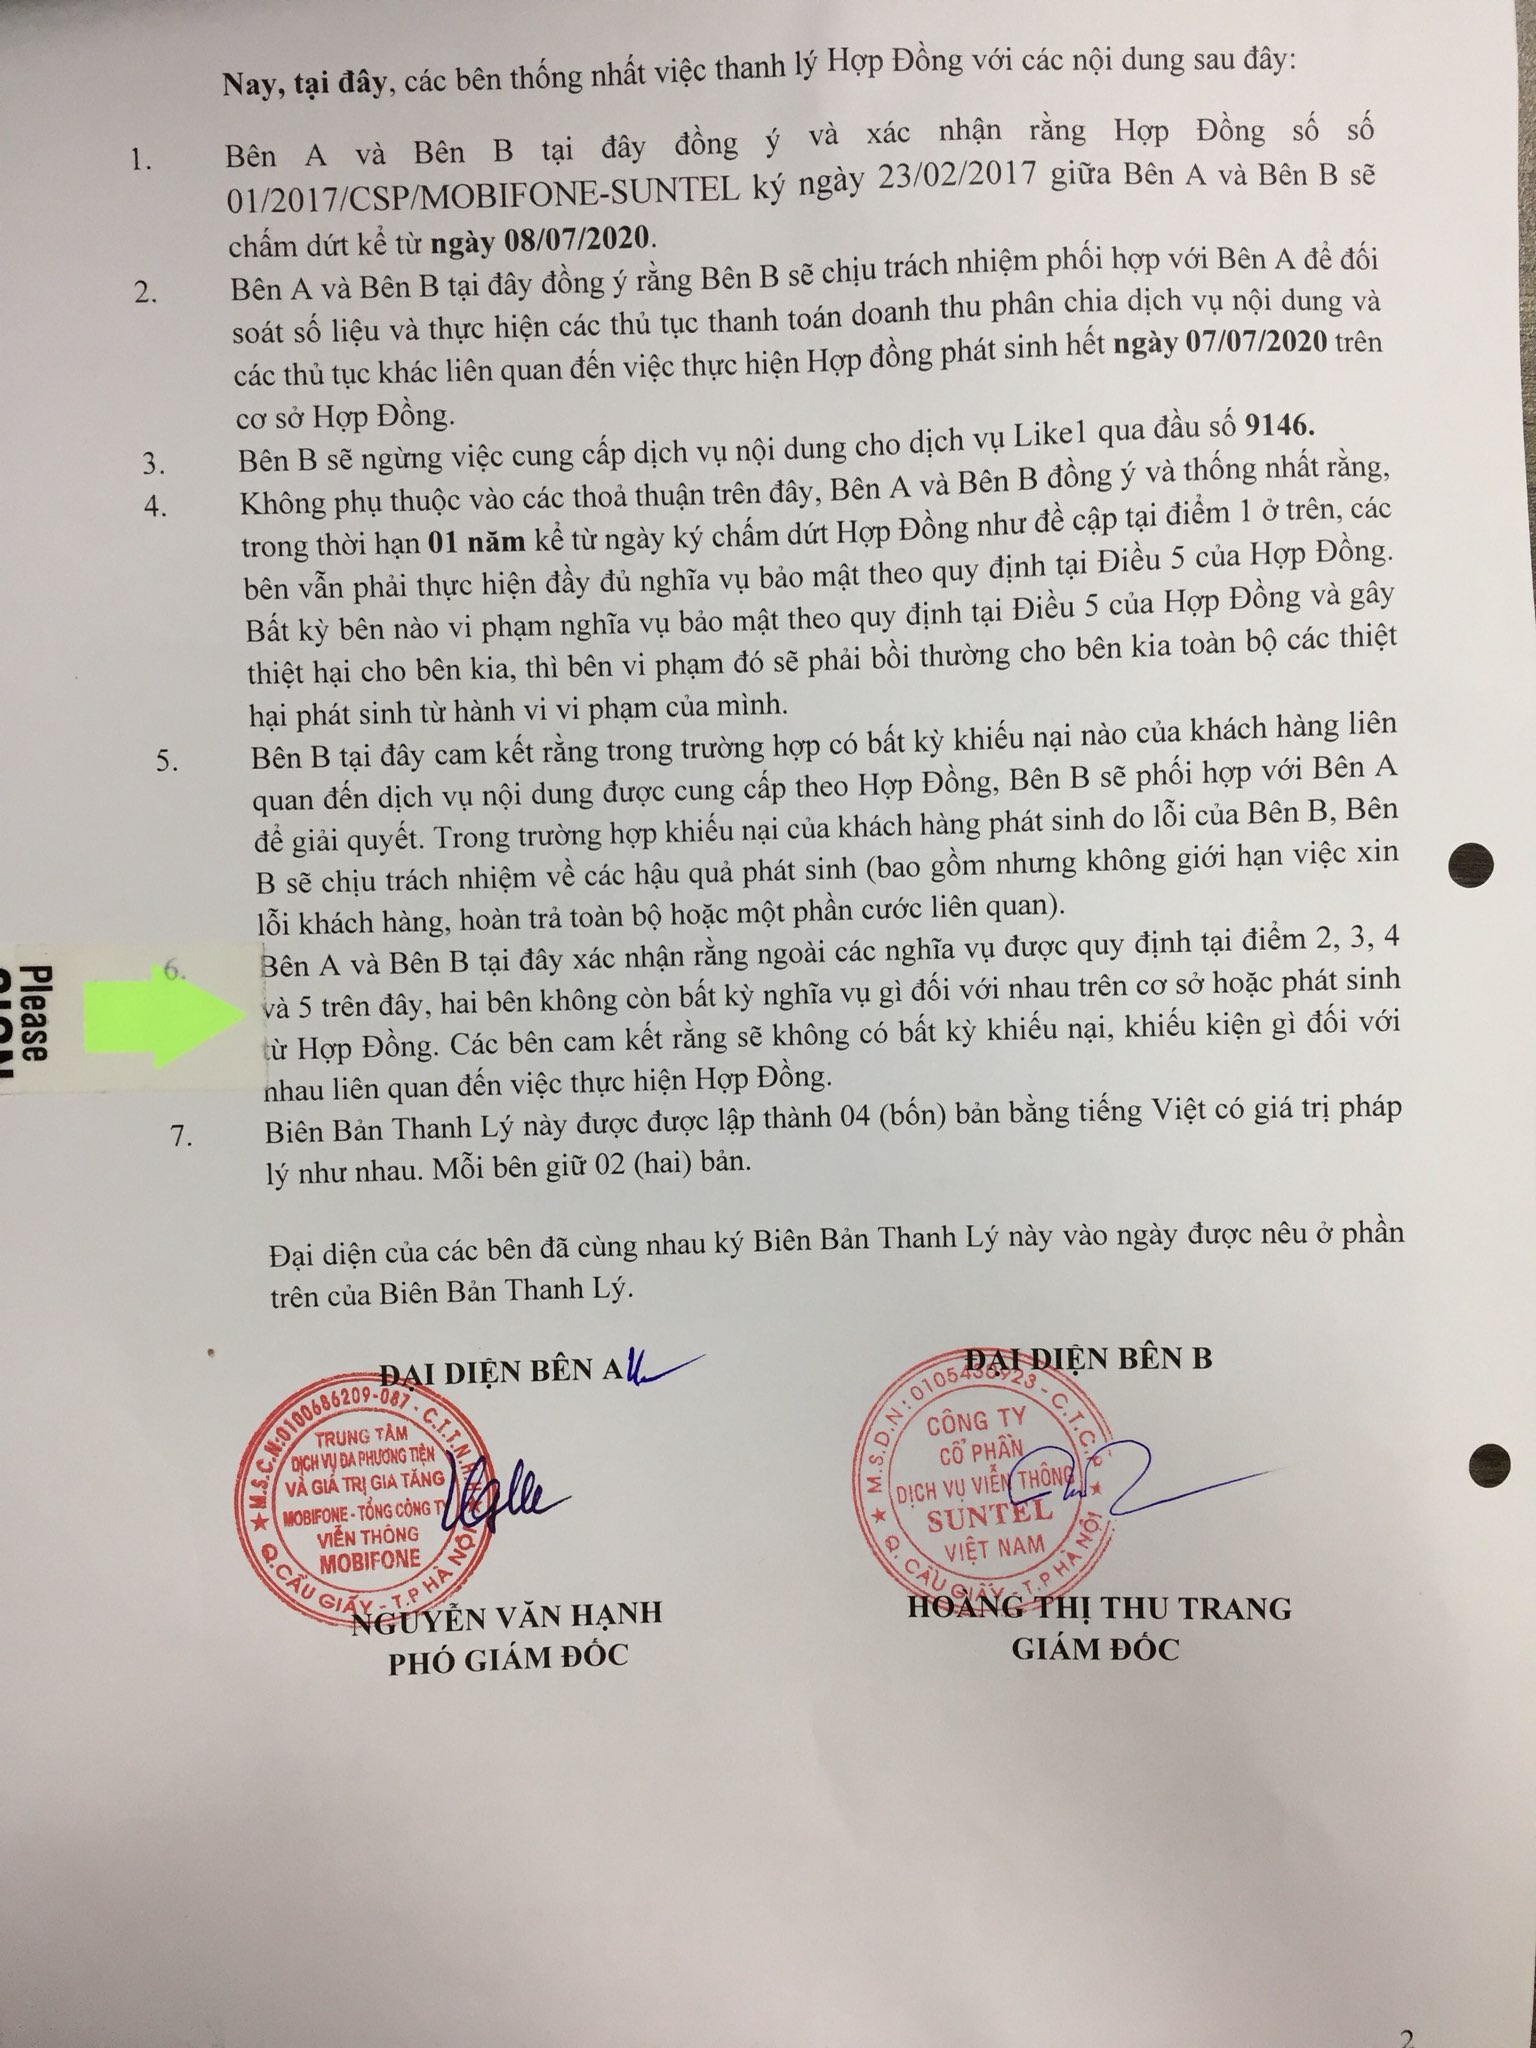 Nay, tại đây, các bên thống nhất việc thanh lý Hợp Đồng với các nội dung sau đây:
1. Bên A và Bên B tại đây đồng ý và xác nhận rằng Hợp Đồng số số
01/2017/CSP/MOBIFONE-SUNTEL ký ngày 23/02/2017 giữa Bên A và Bên B sẽ
chấm dứt kể từ ngày 08/07/2020.
2. Bên A và Bên B tại đây đồng ý rằng Bên B sẽ chịu trách nhiệm phối hợp với Bên A để đối
soát số liệu và thực hiện các thủ tục thanh toán doanh thu phân chia dịch vụ nội dung và
các thủ tục khác liên quan đến việc thực hiện Hợp đồng phát sinh hết ngày 07/07/2020 trên
cơ sở Hợp Đồng.
3. Bên B sẽ ngừng việc cung cấp dịch vụ nội dung cho dịch vụ Like1 qua đầu số 9146.
4. Không phụ thuộc vào các thoả thuận trên đây, Bên A và Bên B đồng ý và thống nhất rằng,
trong thời hạn 01 năm kể từ ngày ký chấm dứt Hợp Đồng như đề cập tại điểm 1 ở trên, các
bên vẫn phải thực hiện đầy đủ nghĩa vụ bảo mật theo quy định tại Điều 5 của Hợp Đồng.
Bất kỳ bên nào vi phạm nghĩa vụ bảo mật theo quy định tại Điều 5 của Hợp Đồng và gây
thiệt hại cho bên kia, thì bên vi phạm đó sẽ phải bồi thường cho bên kia toàn bộ các thiệt
hại phát sinh từ hành vi vi phạm của mình.
5. Bên B tại đây cam kết rằng trong trường hợp có bất kỳ khiếu nại nào của khách hàng liên
quan đến dịch vụ nội dung được cung cấp theo Hợp Đồng, Bên B sẽ phối hợp với Bên A
để giải quyết. Trong trường hợp khiếu nại của khách hàng phát sinh do lỗi của Bên B, Bên
B sẽ chịu trách nhiệm về các hậu quả phát sinh (bao gồm nhưng không giới hạn việc xin
lỗi khách hàng, hoàn trả toàn bộ hoặc một phần cước liên quan).
6. Bên A và Bên B tại đây xác nhận rằng ngoài các nghĩa vụ được quy định tại điểm 2, 3, 4
và 5 trên đây, hai bên không còn bất kỳ nghĩa vụ gì đối với nhau trên cơ sở hoặc phát sinh
từ Hợp Đồng. Các bên cam kết rằng sẽ không có bất kỳ khiếu nại, khiếu kiện gì đối với
nhau liên quan đến việc thực hiện Hợp Đồng.
Please
7. Biên Bản Thanh Lý này được được lập thành 04 (bốn) bản bằng tiếng Việt có giá trị pháp
lý như nhau. Mỗi bên giữ 02 (hai) bản.
Đại diện của các bên đã cùng nhau ký Biên Bản Thanh Lý này vào ngày được nêu ở phần
trên của Biên Bản Thanh Lý.
ĐẠI DIỆN BÊN A
M.S.C.N:0100686209-087 - C.T.T.N.H.H
TRUNG TÂM
DỊCH VỤ ĐA PHƯƠNG TIỆN
VÀ GIÁ TRỊ GIA TĂNG
MOBIFONE - TỔNG CÔNG TY
VIỄN THÔNG
MOBIFONE
Q.CẦU GIẤY - T.P HÀ NỘI
NGUYỄN VĂN HẠNH
PHÓ GIÁM ĐỐC
ĐẠI DIỆN BÊN B
M.S.D.N: - C.T.C.P
CÔNG TY
CỔ PHẦN
DỊCH VỤ VIỄN THÔNG
SUNTEL
VIỆT NAM
Q. CẦU GIẤY - T.P HÀ NỘI
HOÀNG THỊ THU TRANG
GIÁM ĐỐC
2